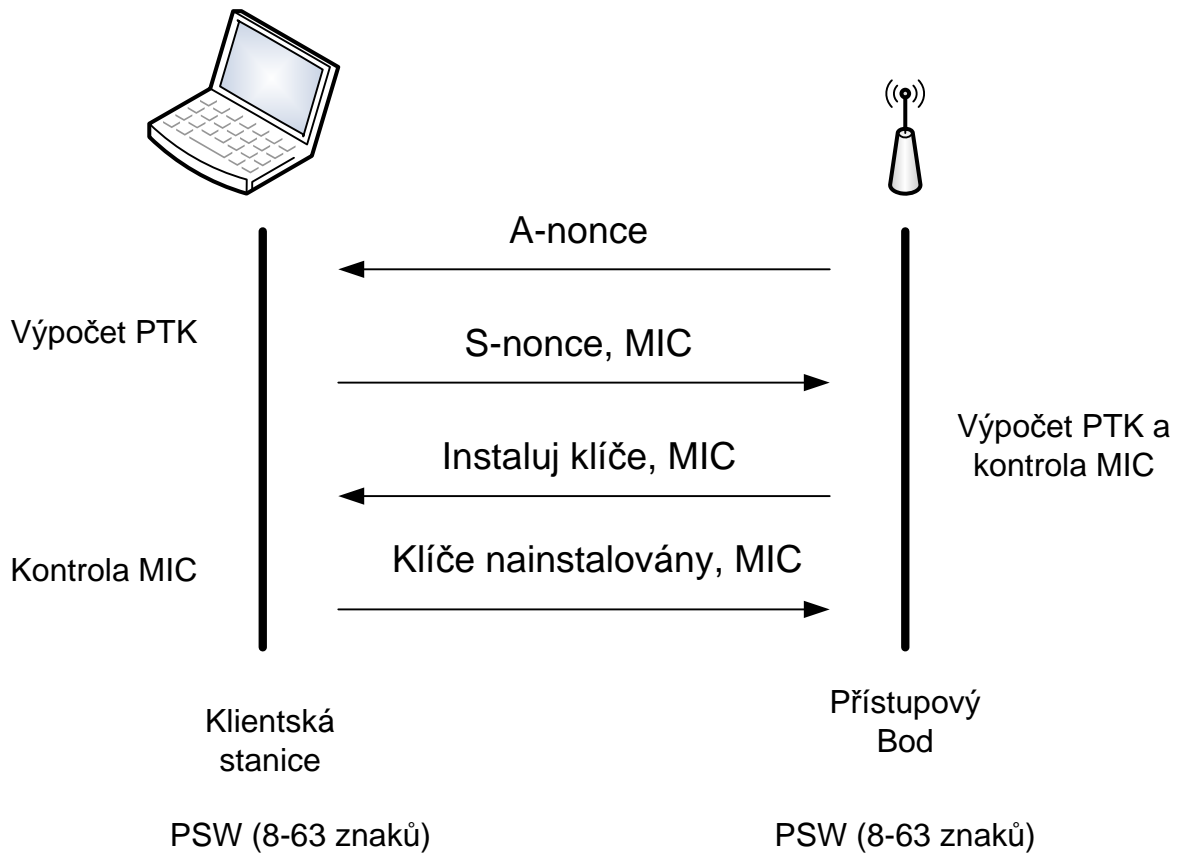 A-nonce
Výpočet PTK
S-nonce, MIC
Výpočet PTK a
kontrola MIC
Instaluj klíče, MIC
Kontrola MIC
Klíče nainstalovány, MIC
Klientská
stanice
Přístupový
Bod
PSW (8-63 znaků)
PSW (8-63 znaků)